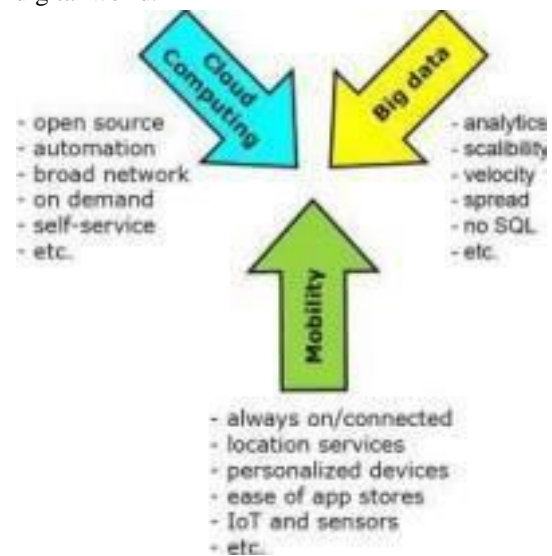 Cloud
Computing
Big data
- open source
- automation
- broad network
- on demand
- self-service
- etc.
- analytics
- scalibility
- velocity
- spread
- no SQL
- etc.
Mobility
- always on/connected
- location services
- personalized devices
- ease of app stores
- IoT and sensors
- etc.